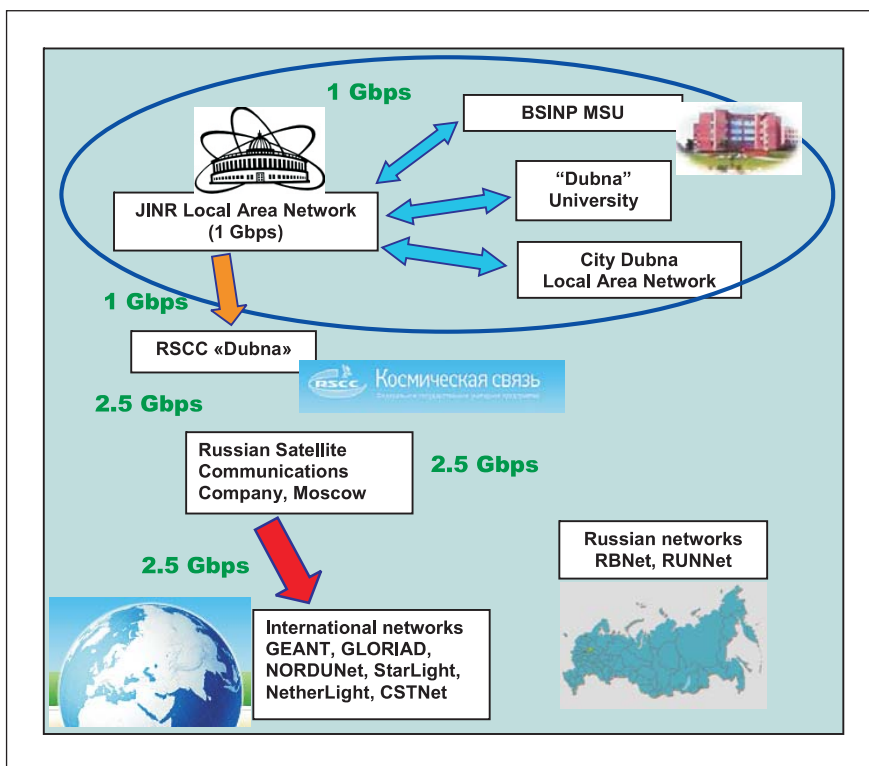 1 Gbps
BSINP MSU
JINR Local Area Network
(1 Gbps)
“Dubna”
University
City Dubna
Local Area Network
1 Gbps
RSCC «Dubna»
RSCC
Космическая связь
2.5 Gbps
Russian Satellite
Communications
Company, Moscow
2.5 Gbps
2.5 Gbps
Russian networks
RBNet, RUNNet
International networks
GEANT, GLORIAD,
NORDUNet, StarLight,
NetherLight, CSTNet